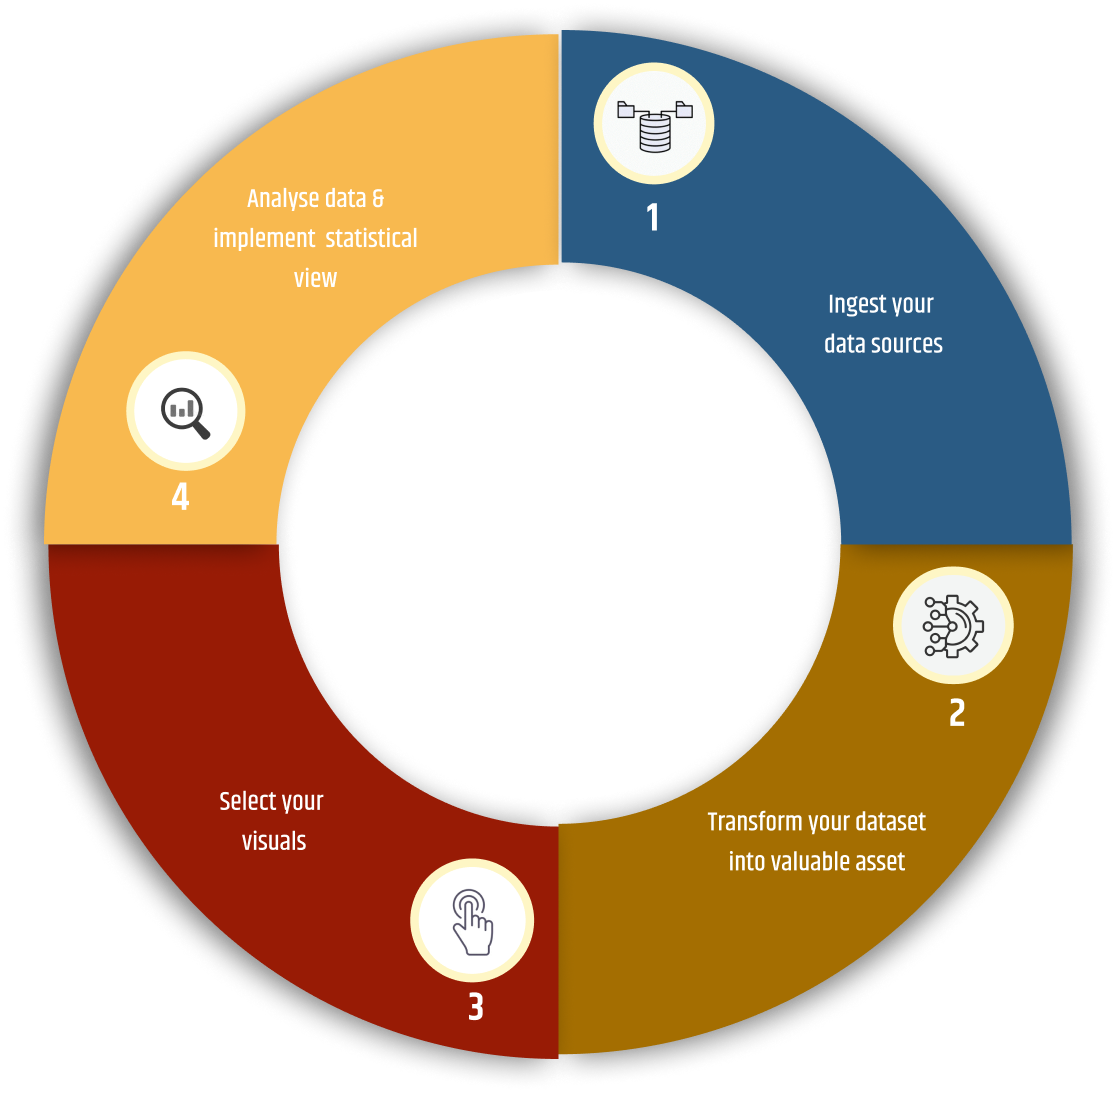 1
Ingest your
data sources
2
Transform your dataset
into valuable asset
3
Select your
visuals
4
Analyse data &
implement  statistical
view